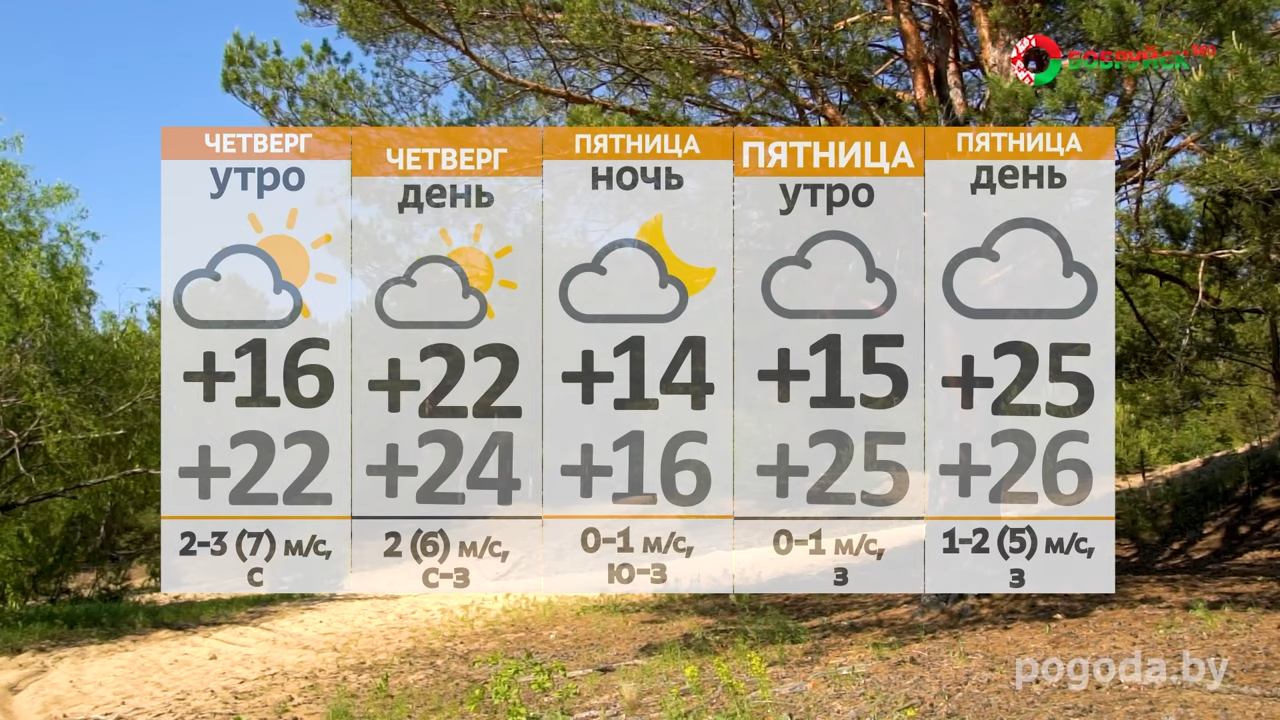 БОБРУЙСК360
ЧЕТВЕРГ
утро
+16
+22
2-3 (7) м/с,
С
ЧЕТВЕРГ
день
+22
+24
2 (6) м/с,
С-З
ПЯТНИЦА
ночь
+14
+16
0-1 м/с,
Ю-З
ПЯТНИЦА
утро
+15
+25
0-1 м/с,
З
ПЯТНИЦА
день
+25
+26
1-2 (5) м/с,
З
pogoda.by